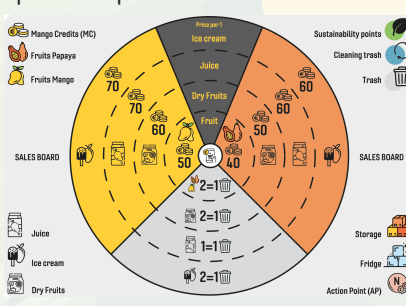 Mango Credits (MC)
Fruits Papaya
Fruits Mango
SALES BOARD
Juice
Ice cream
Dry Fruits
Prize per 1
Ice cream
Juice
Dry Fruits
Fruit
70
70
60
50
60
60
50
40
2=1
2=1
1=1
2=1
Sustainability points
Cleaning trash
Trash
SALES BOARD
Storage
Fridge
N
Action Point (AP)